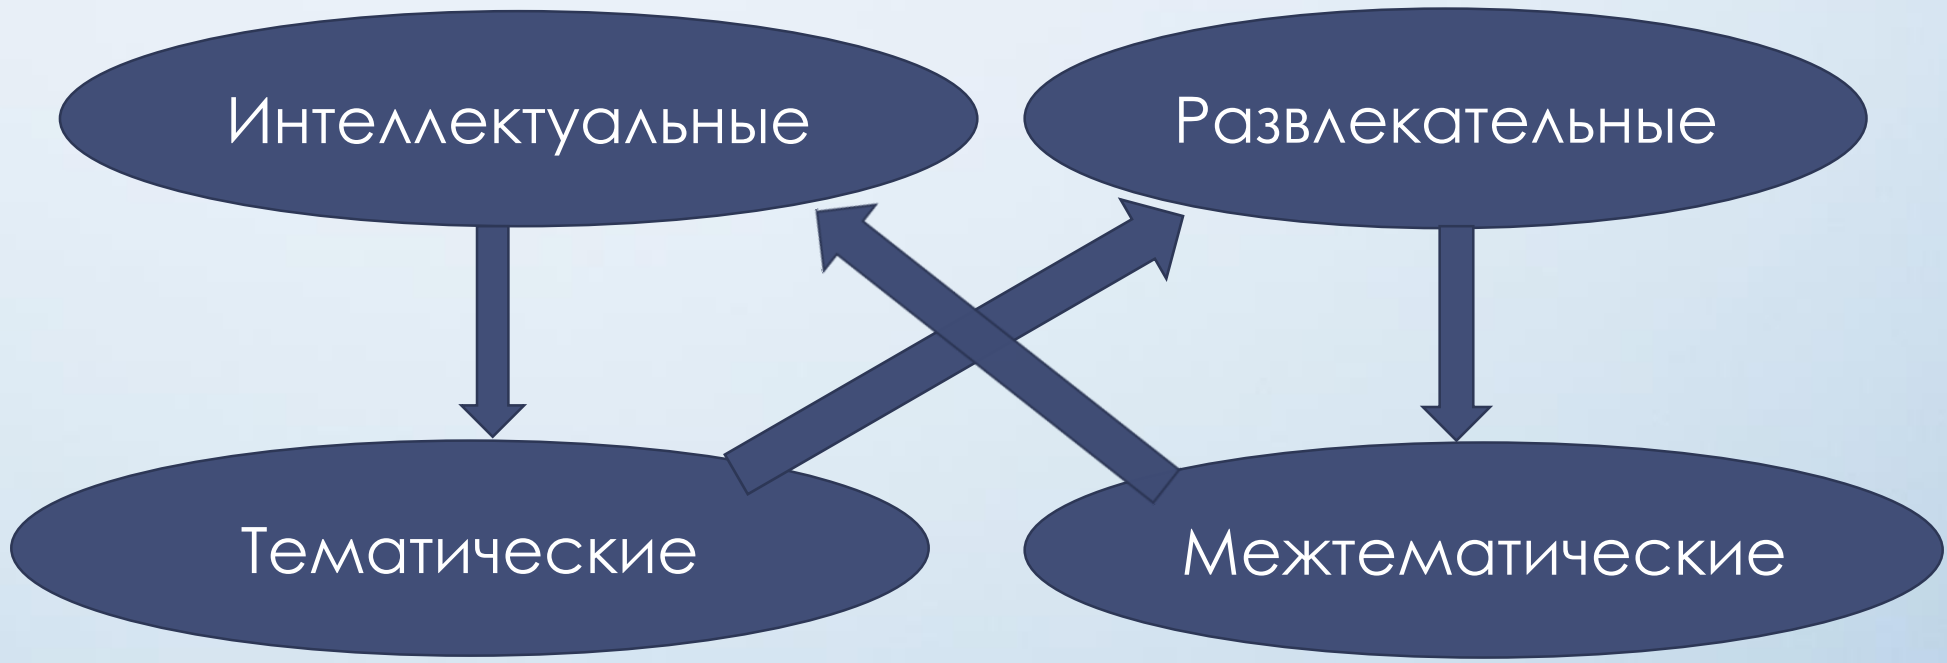 Интеллектуальные
Развлекательные
Тематические
Межтематические